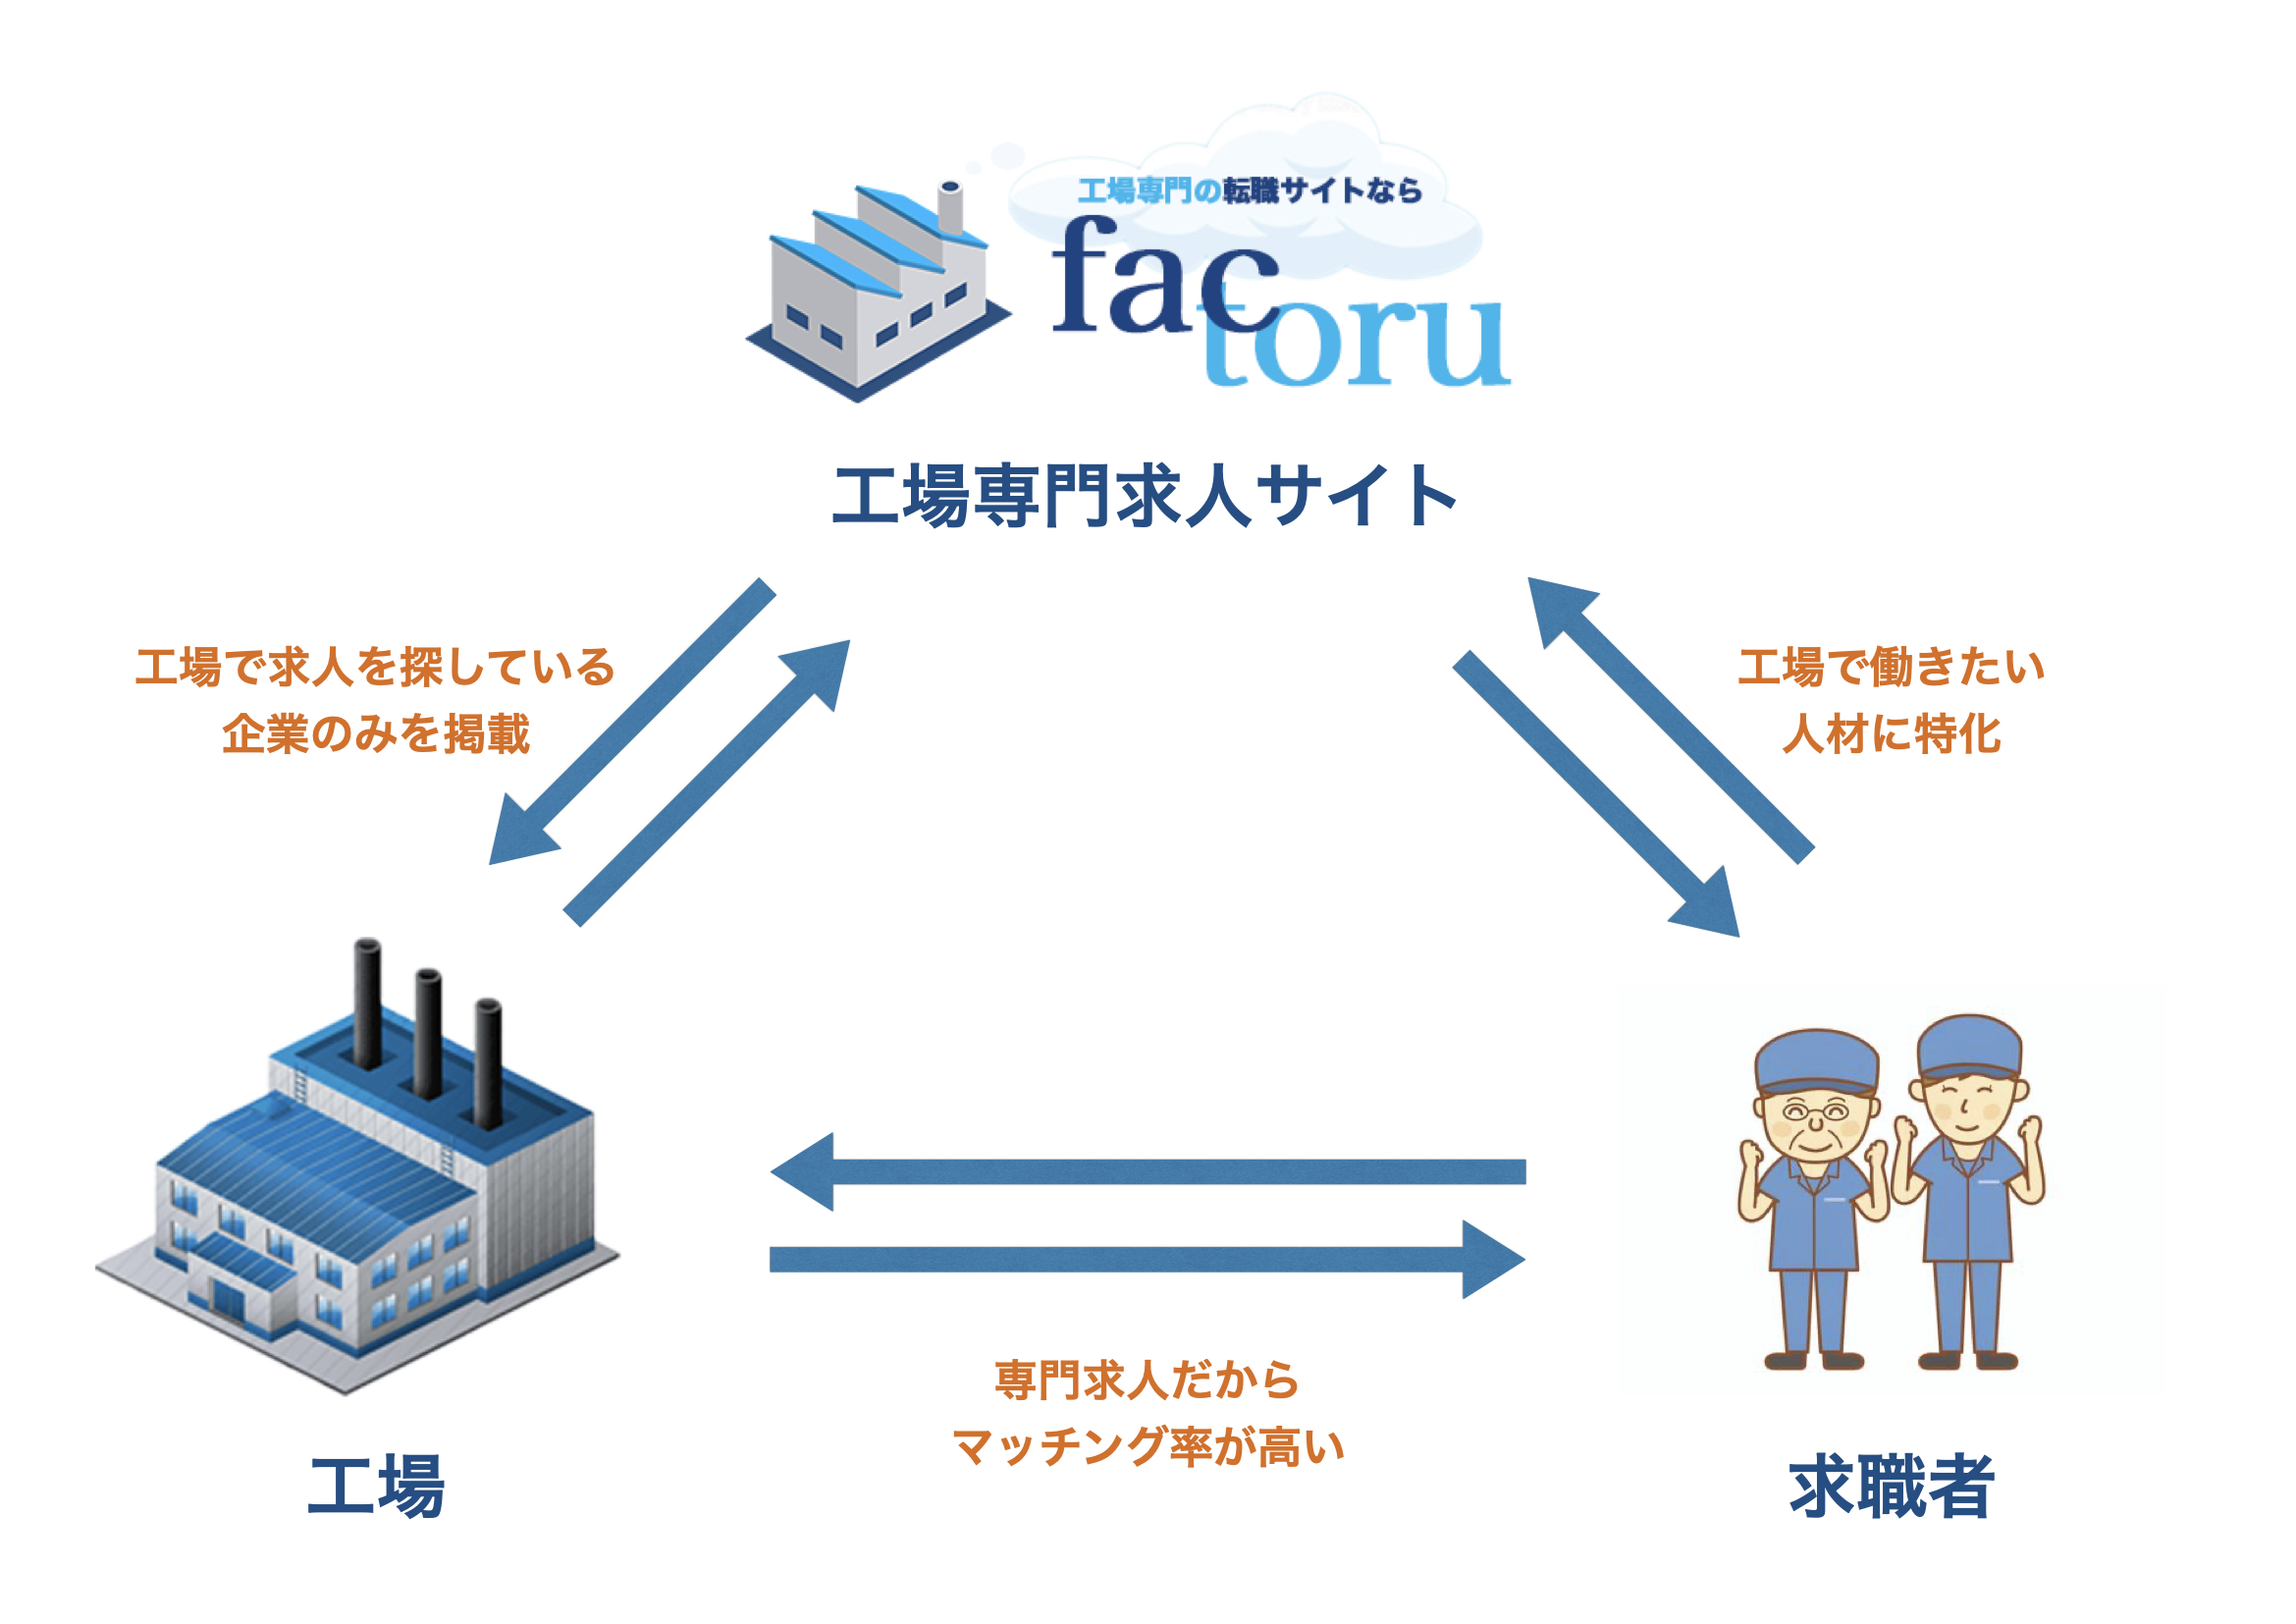 工場専門の転職サイトなら
fac
toru
工場専門求人サイト
工場で求人を探している
企業のみを掲載
工場で働きたい
人材に特化
専門求人だから
マッチング率が高い
工場
求職者